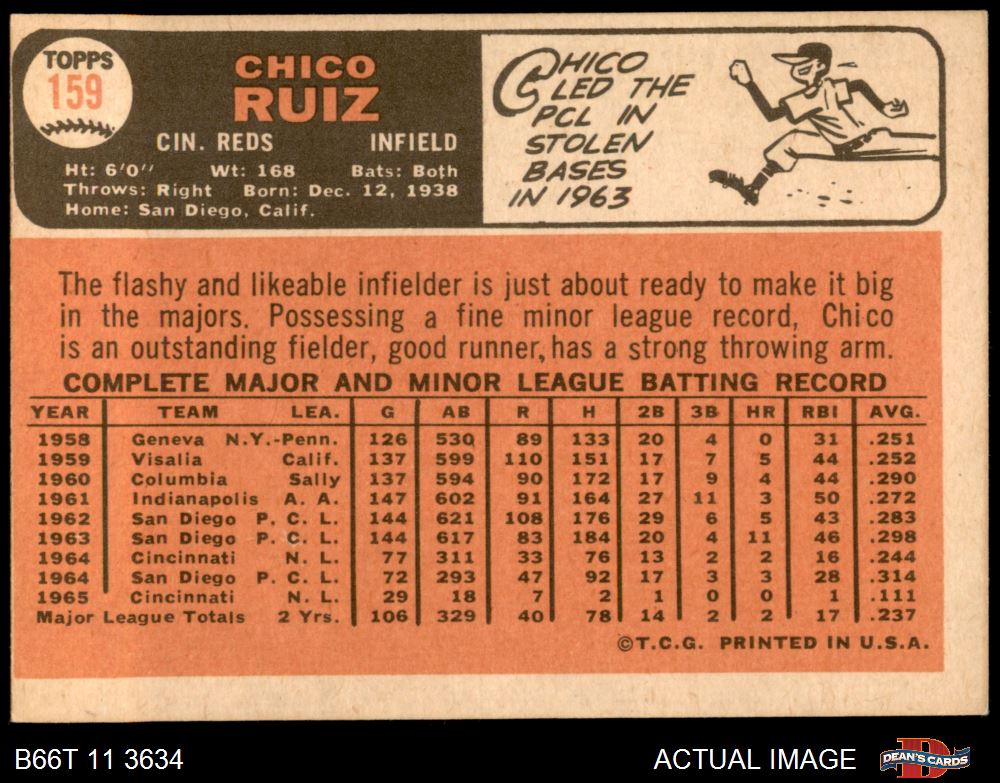 TOPPS
159
CHICO
RUIZ
CIN. REDS INFIELD
Ht: 6'0" Wt: 168 Bats: Both
Throws: Right Born: Dec. 12, 1938
Home: San Diego, Calif.
CHICO
LED THE
PCL IN
STOLEN
BASES
IN 1963
The flashy and likeable infielder is just about ready to make it big
in the majors. Possessing a fine minor league record, Chico
is an outstanding fielder, good runner, has a strong throwing arm.
COMPLETE MAJOR AND MINOR LEAGUE BATTING RECORD
YEAR TEAM LEA. G AB R H 2B 3B HR RBI AVG.
1958 Geneva N.Y.-Penn. 126 530 89 133 20 4 0 31 .251
1959 Visalia Calif. 137 599 110 151 17 7 5 44 .252
1960 Columbia Sally 137 594 90 172 17 9 4 44 .290
1961 Indianapolis A. A. 147 602 91 164 27 11 3 50 .272
1962 San Diego P. C. L. 144 621 108 176 29 6 5 43 .283
1963 San Diego P. C. L. 144 617 83 184 20 4 11 46 .298
1964 Cincinnati N. L. 77 311 33 76 13 2 2 16 .244
1964 San Diego P. C. L. 72 293 47 92 17 3 3 28 .314
1965 Cincinnati N. L. 29 18 7 2 1 0 0 1 .111
Major League Totals 2 Yrs. 106 329 40 78 14 2 2 17 .237
©T.C.G. PRINTED IN U.S.A.
B66T 11 3634 ACTUAL IMAGE DEAN'S CARDS